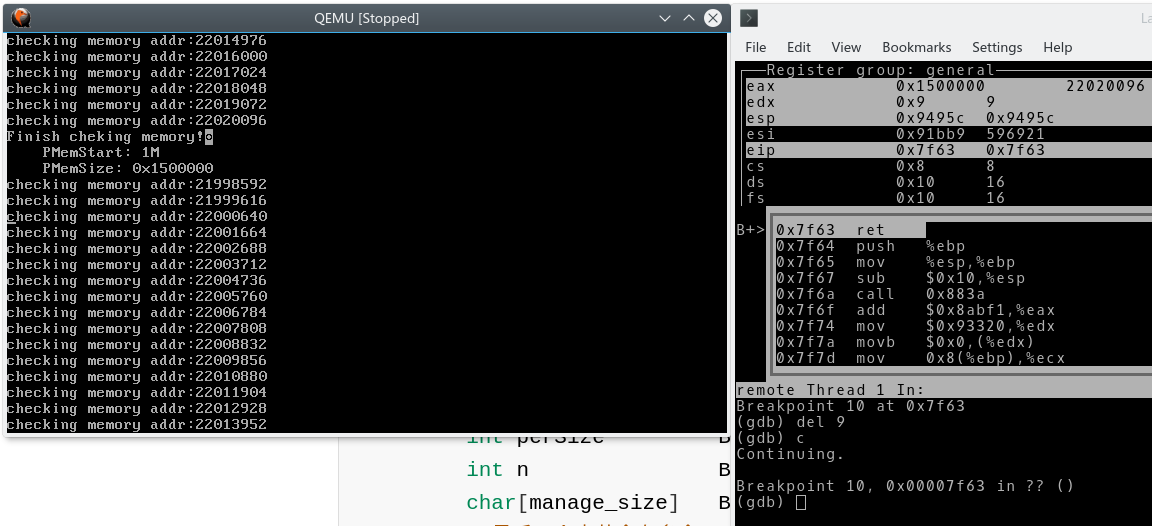 QEMU [Stopped]
checking memory addr:22014976
checking memory addr:22016000
checking memory addr:22017024
checking memory addr:22018048
checking memory addr:22019072
checking memory addr:22020096
Finish cheking memory!o
PMemStart: 1M
PMemSize: 0x1500000
checking memory addr:21998592
checking memory addr:21999616
checking memory addr:22000640
checking memory addr:22001664
checking memory addr:22002688
checking memory addr:22003712
checking memory addr:22004736
checking memory addr:22005760
checking memory addr:22006784
checking memory addr:22007808
checking memory addr:22008832
checking memory addr:22009856
checking memory addr:22010880
checking memory addr:22011904
checking memory addr:22012928
checking memory addr:22013952
int perSize B
int n B
char[manage_size] B
La
File Edit View Bookmarks Settings Help
Register group: general
eax 0x1500000 22020096
edx 0x9 9
esp 0x9495c 0x9495c
esi 0x91bb9 596921
eip 0x7f63 0x7f63
cs 0x8 8
ds 0x10 16
fs 0x10 16
B+> 0x7f63 ret
0x7f64 push %ebp
0x7f65 mov %esp,%ebp
0x7f67 sub $0x10,%esp
0x7f6a call 0x883a
0x7f6f add $0x8abf1,%eax
0x7f74 mov $0x93320,%edx
0x7f7a movb $0x0,(%edx)
0x7f7d mov 0x8(%ebp),%ecx
remote Thread 1 In:
Breakpoint 10 at 0x7f63
(gdb) del 9
(gdb) c
Continuing.
Breakpoint 10, 0x00007f63 in ?? ()
(gdb)